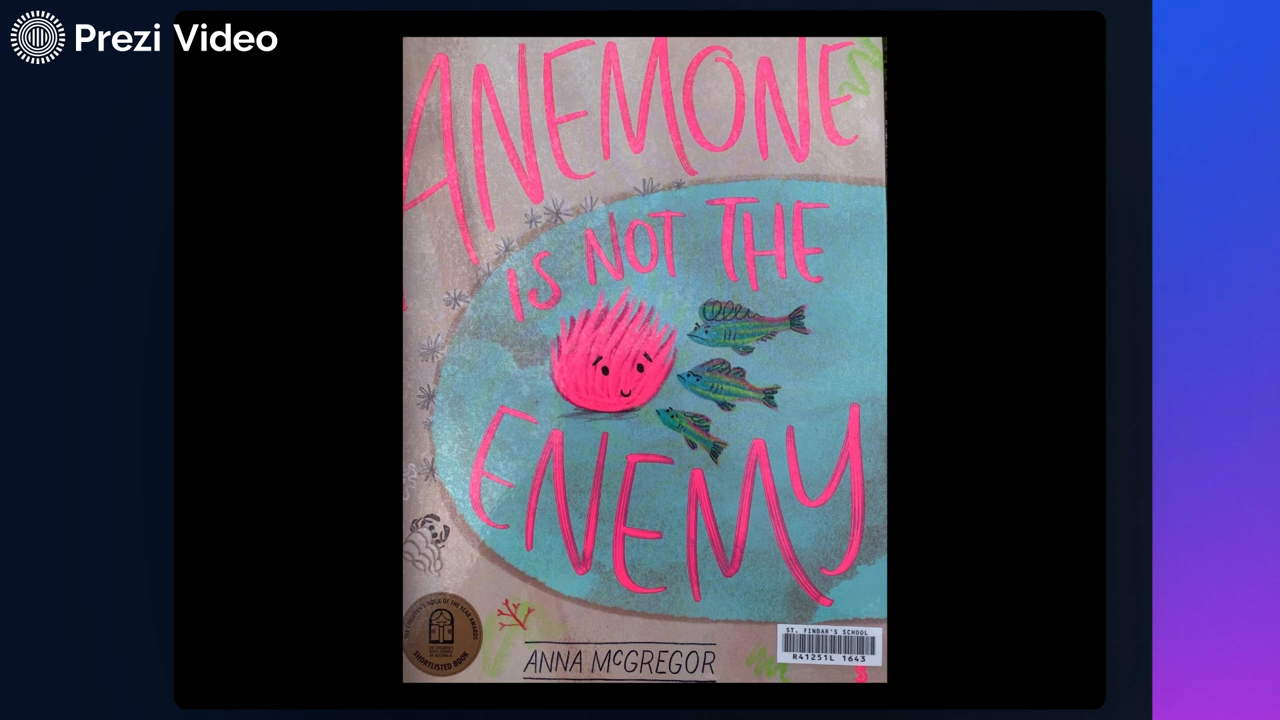 Prezi Video
ANEMONE
IS NOT THE
ENEMY
ANNA McGREGOR
SHORTLISTED BOOK
ST. FINBAR'S SCHOOL
R41251L 1643